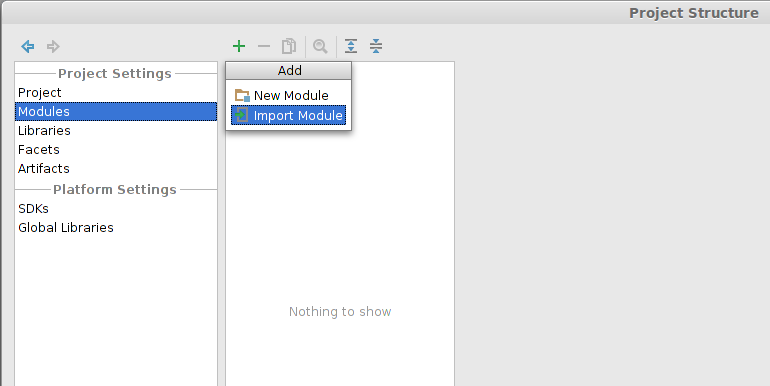 Project Structure
Add
Project Settings
Project
Modules
Libraries
Facets
Artifacts
Platform Settings
SDKs
Global Libraries
New Module
Import Module
Nothing to show